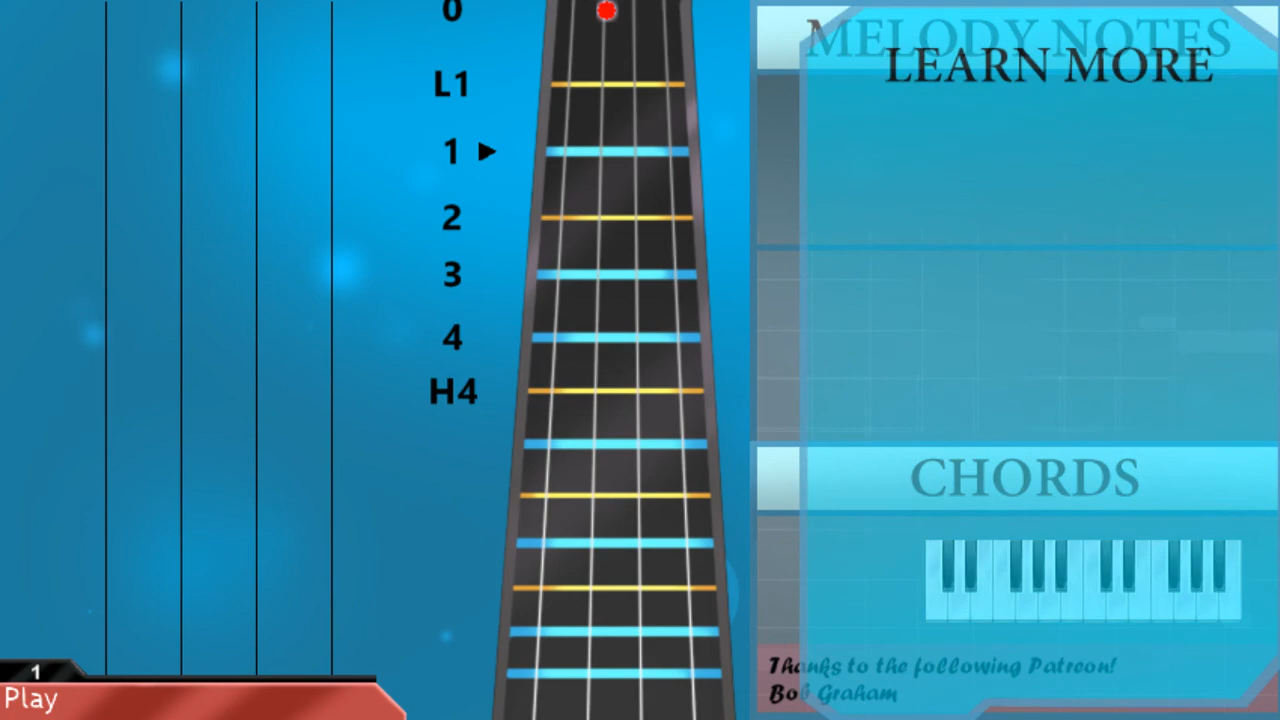 0
L1
1
2
3
4
H4
1
Play
MELODY NOTES
LEARN MORE
CHORDS
Thanks to the following Patreon!
Bob Graham